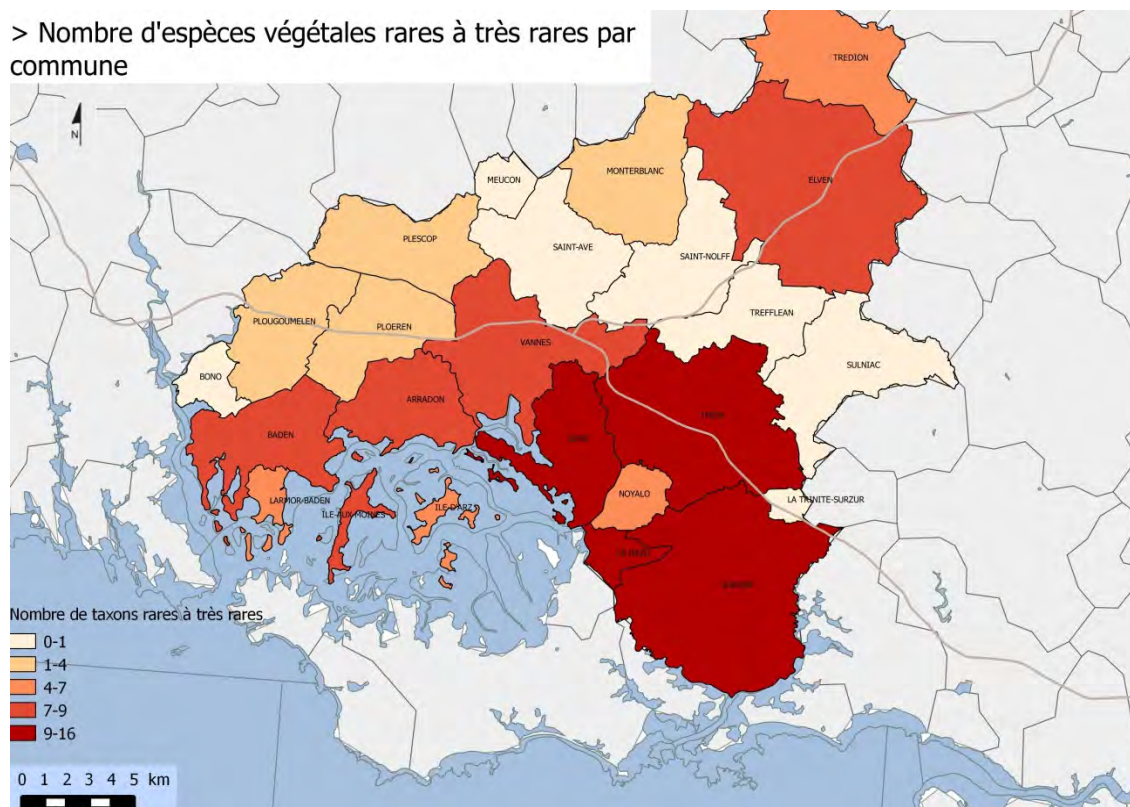 > Nombre d'espèces végétales rares à très rares par
commune
N
TREDION
ELVEN
MONTERBLANC
MEUCON
PLESCOP
SAINT-AVE
SAINT-NOLFF
TREFFLEAN
SULNIAC
PLOUGOUMELEN
PLOEREN
VANNES
BONO
ARRADON
BADEN
THEIX
SENE
NOYALO
LA TRINITE-SURZUR
LARMOR-BADEN
ILE-AUX-MOINES
ILE-D'ARZ
SURZUR
Nombre de taxons rares à très rares
0-1
1-4
4-7
7-9
9-16
0 1 2 3 4 5 km